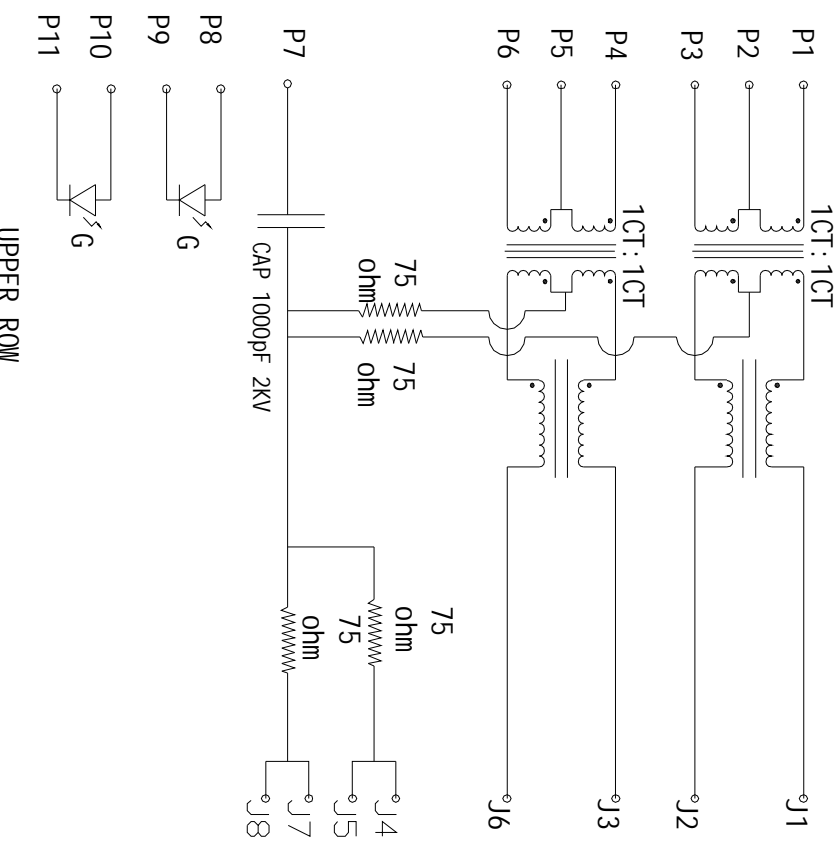 P11
P10
P9
P8
P7
P6
P5
P4
P3
P2
P1
1CT:1CT
1CT:1CT
G
G
UPPER ROW
CAP 1000pF 2KV
75
ohm
75
ohm
75
ohm
75
ohm
J8
J7
J5
J4
J6
J3
J2
J1